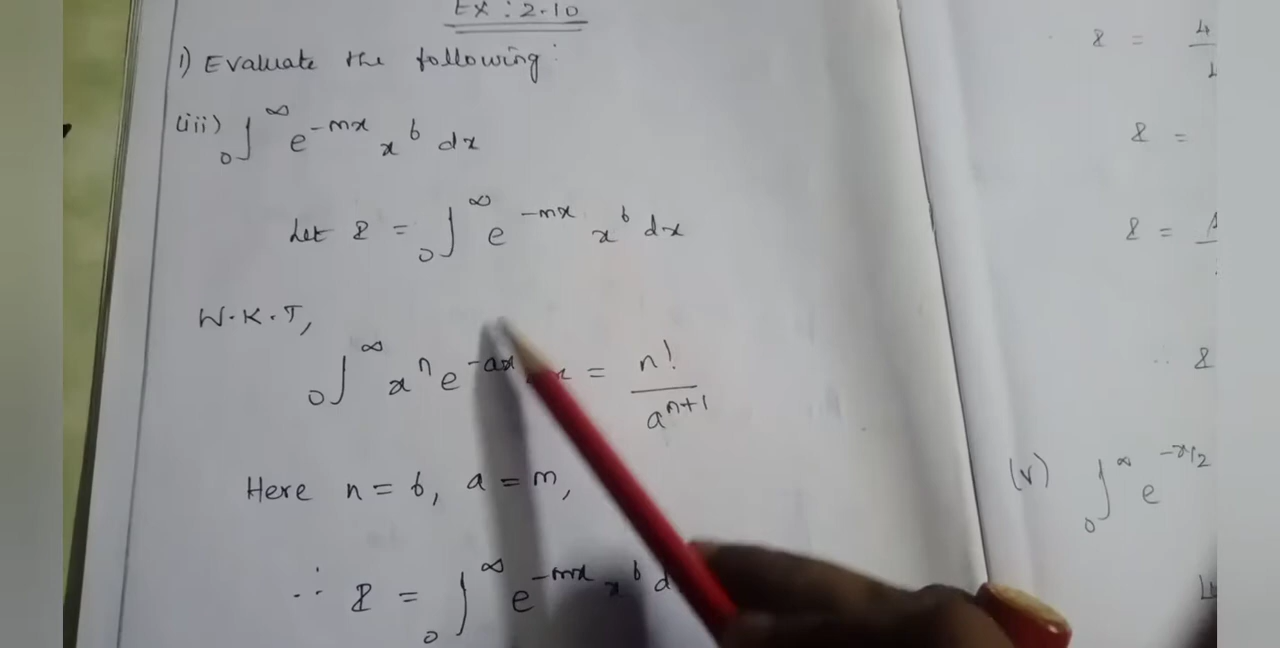 Ex : 2.10
1) Evaluate the following:
(iii) ₀∫^∞ e^{-mx} x^6 dx
Let I = ₀∫^∞ e^{-mx} x^6 dx
W.K.T,
₀∫^∞ x^n e^{-ax} dx = n!/a^{n+1}
Here n = 6, a = m,
∴ I = ₀∫^∞ e^{-mx} x^6 d
I = 4
I =
I =
∴ I
(v) ₀∫^∞ e^{-x/2}